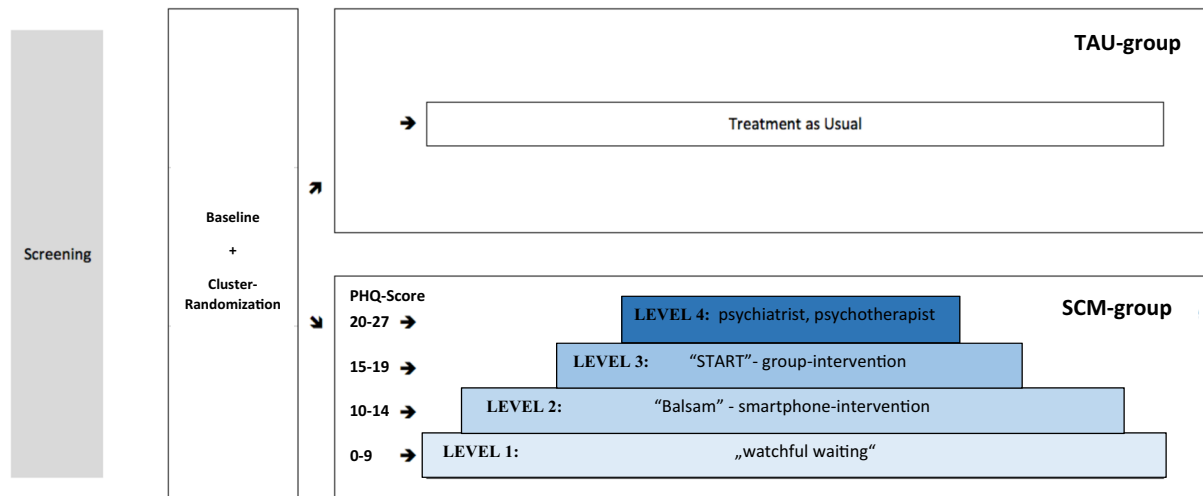 Screening
Baseline
+
Cluster-
Randomization
TAU-group
Treatment as Usual
SCM-group
PHQ-Score
20-27 LEVEL 4: psychiatrist, psychotherapist
15-19 LEVEL 3: “START”- group-intervention
10-14 LEVEL 2: “Balsam” - smartphone-intervention
0-9 LEVEL 1: „watchful waiting“